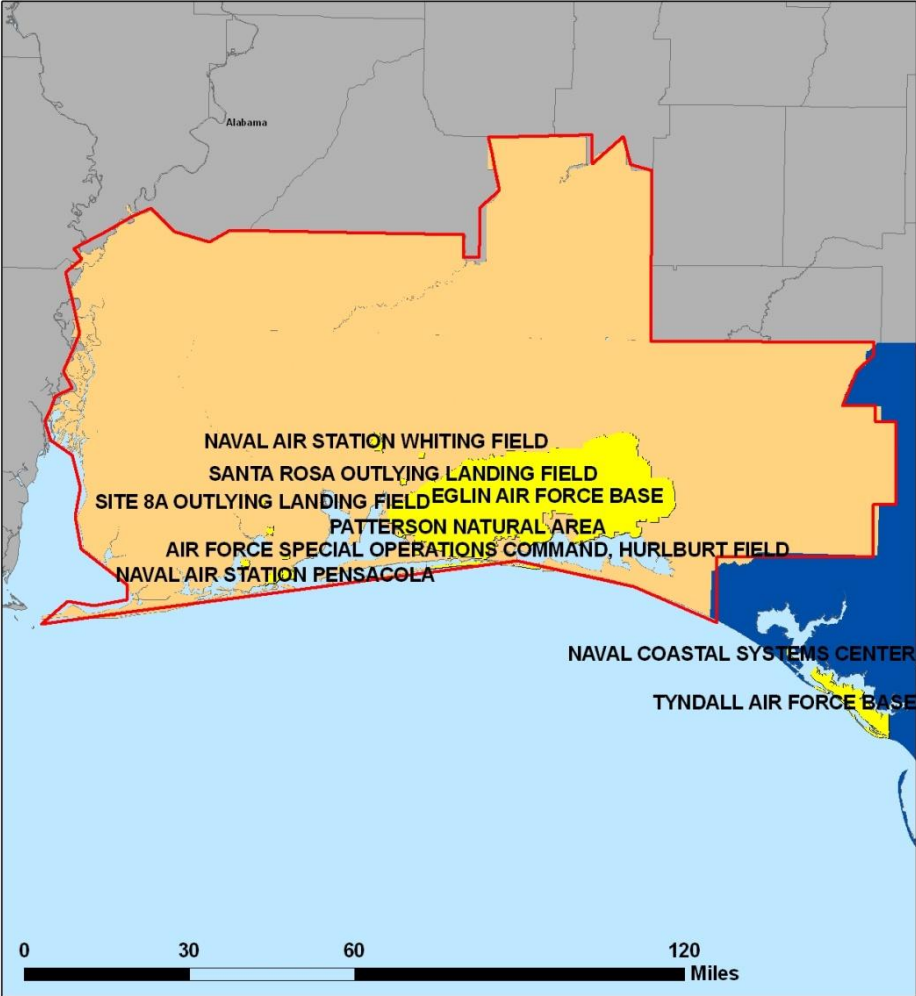 Alabama
NAVAL AIR STATION WHITING FIELD
SANTA ROSA OUTLYING LANDING FIELD
SITE 8A OUTLYING LANDING FIELD
EGLIN AIR FORCE BASE
PATTERSON NATURAL AREA
AIR FORCE SPECIAL OPERATIONS COMMAND, HURLBURT FIELD
NAVAL AIR STATION PENSACOLA
NAVAL COASTAL SYSTEMS CENTER
TYNDALL AIR FORCE BASE
0 30 60 120
Miles